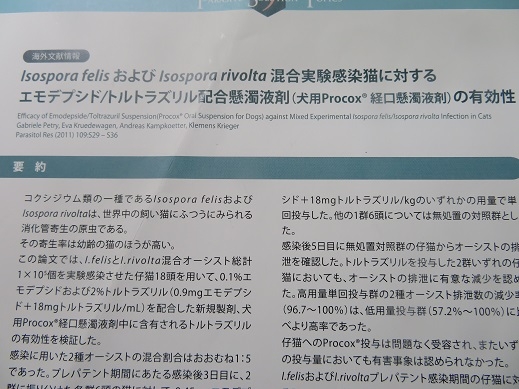 海外文献情報
Isospora felis および Isospora rivolta 混合実験感染猫に対する
エモデプシド/トルトラズリル配合懸濁液剤(犬用Procox® 経口懸濁液剤)の有効性
Efficacy of Emodepside/Toltrazuril Suspension(Procox® Oral Suspension for Dogs) against Mixed Experimental Isospora felis/Isospora rivolta Infection in Cats
Gabriele Petry, Eva Kruedewagen, Andreas Kampkoetter, Klemens Krieger
Parasitol Res (2011) 109:S29 – S36
要 約
コクシジウム類の一種であるIsospora felisおよび
Isospora rivoltaは、世界中の飼い猫にふつうにみられる
消化管寄生の原虫である。
その寄生率は幼齢の猫のほうが高い。
この論文では、I.felisとI.rivolta混合オーシスト総計
1×10⁵個を実験感染させた仔猫18頭を用いて、0.1%エ
モデプシドおよび2%トルトラズリル(0.9mgエモデプシ
ド+18mgトルトラズリル/mL)を配合した新規製剤、犬
用Procox®経口懸濁液剤中に含有されるトルトラズリル
の有効性を検証した。
感染に用いた2種オーシストの混合割合はおおむね1:5
であった。プレパテント期間にあたる感染後3日目に、2
シド+18mgトルトラズリル/kgのいずれかの用量で単
回投与した。他の1群6頭については無処置の対照群とし
た。
感染後5日目に無処置対照群の仔猫からオーシストの排
泄を確認した。トルトラズリルを投与した2群いずれの仔
猫においても、オーシストの排泄に有意な減少を認め
た。高用量単回投与群の2種オーシスト排泄数の減少率
(96.7～100%)は、低用量投与群(57.2%～100%)に比
べより高率であった。
仔猫へのProcox®投与は問題なく受容され、またいず
の投与量においても有害事象は認められなかった。
I.felisおよびI.rivoltaプレパテント感染期間の仔猫に